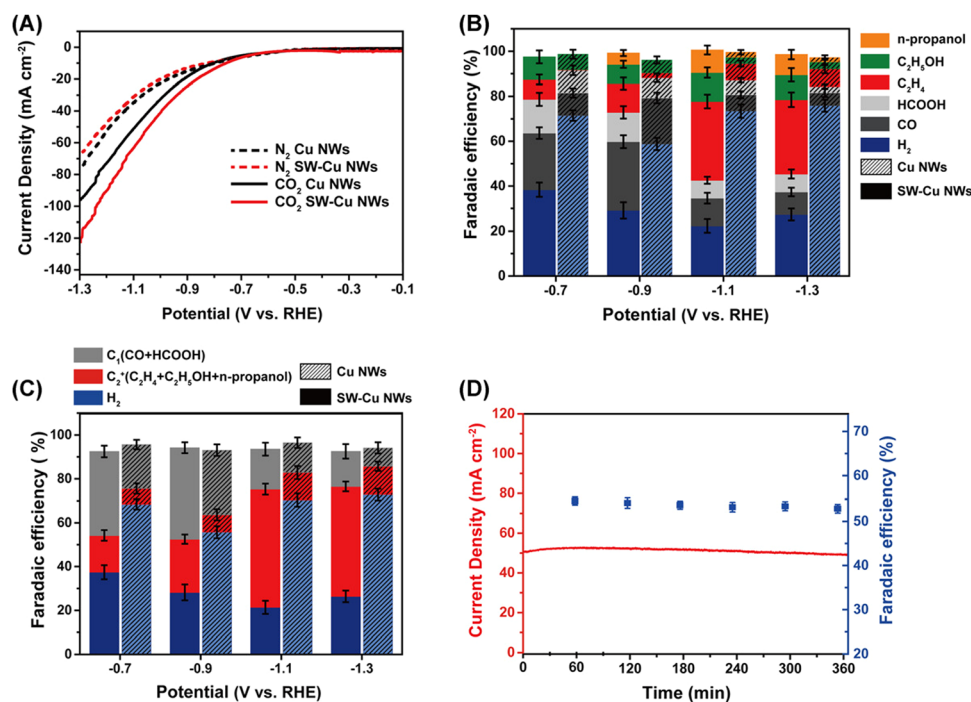 (A)
Current Density (mA cm⁻²)
0
-20
-40
-60
-80
-100
-120
-140
N₂ Cu NWs
N₂ SW-Cu NWs
CO₂ Cu NWs
CO₂ SW-Cu NWs
-1.3 -1.1 -0.9 -0.7 -0.5 -0.3 -0.1
Potential (V vs. RHE)
(B)
Faradaic efficiency (%)
100
80
60
40
20
0
-0.7 -0.9 -1.1 -1.3
Potential (V vs. RHE)
n-propanol
C₂H₅OH
C₂H₄
HCOOH
CO
H₂
Cu NWs
SW-Cu NWs
(C)
C₁(CO+HCOOH)
C₂⁺(C₂H₄+C₂H₅OH+n-propanol)
H₂
Cu NWs
SW-Cu NWs
Faradaic efficiency ( %)
100
80
60
40
20
0
-0.7 -0.9 -1.1 -1.3
Potential (V vs. RHE)
(D)
Current Density (mA cm⁻²)
120
100
80
60
40
20
0
0 60 120 180 240 300 360
Time (min)
70
60
50
40
30
20
Faradaic efficiency (%)